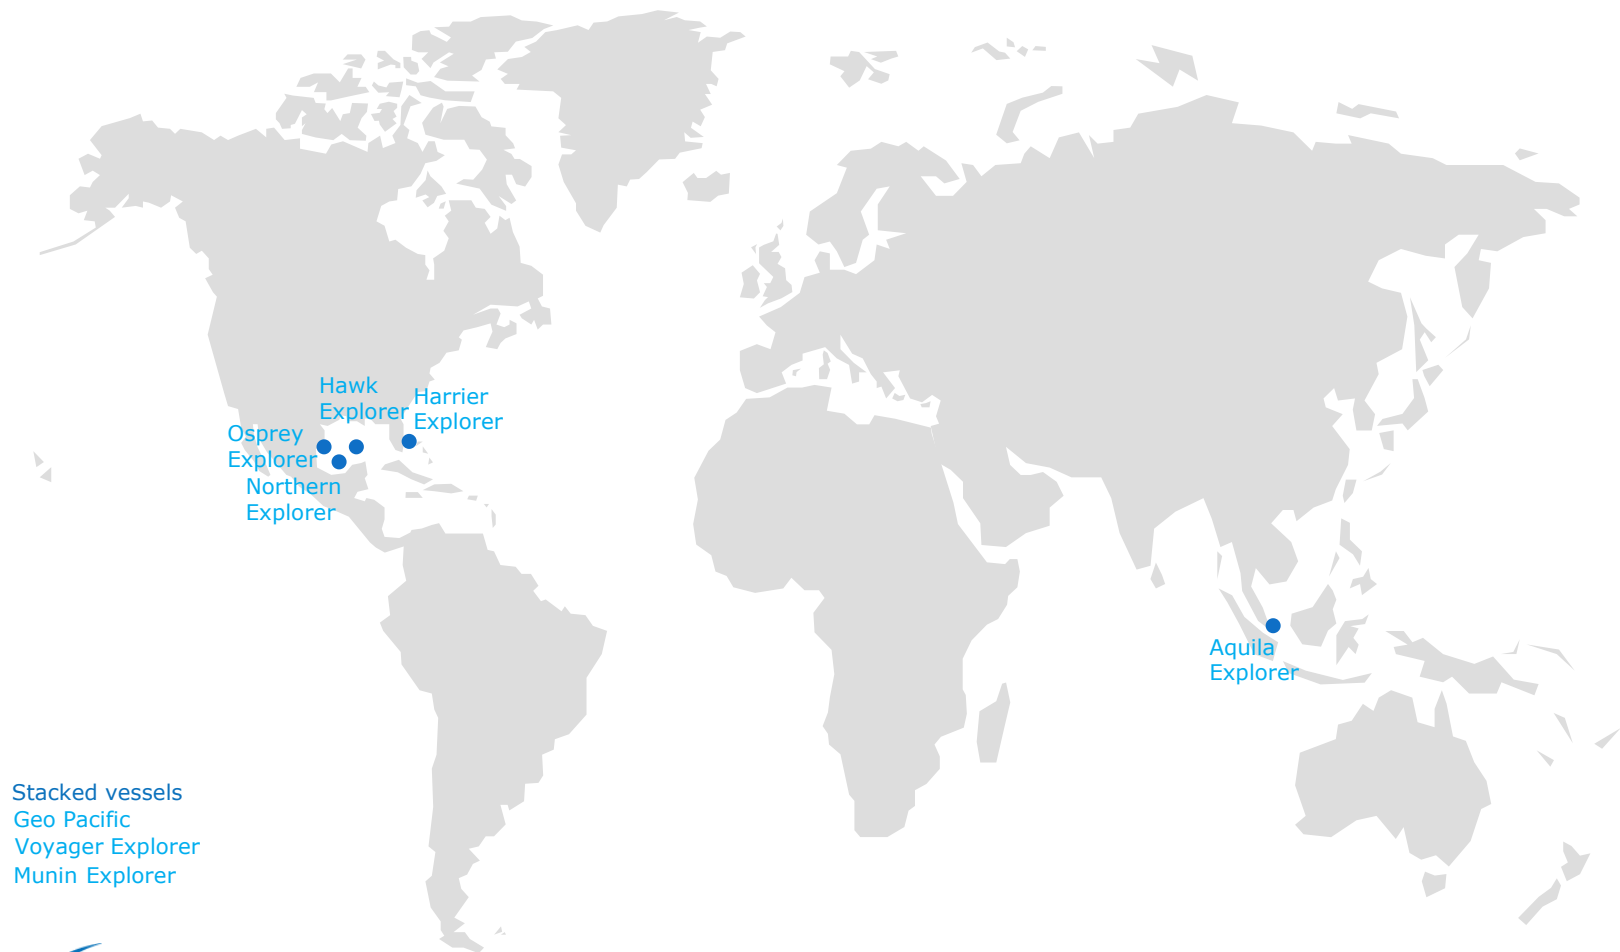 Hawk
Explorer
Harrier
Explorer
Osprey
Explorer
Northern
Explorer
Aquila
Explorer
Stacked vessels
Geo Pacific
Voyager Explorer
Munin Explorer